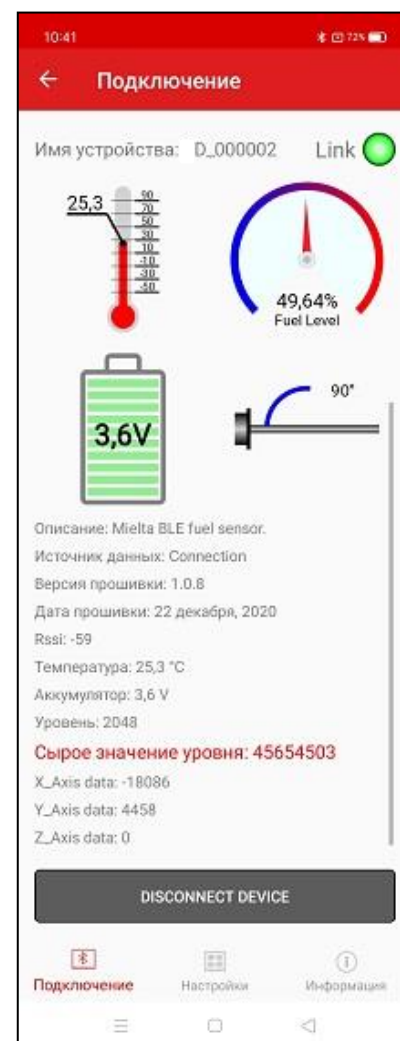 10:41
72%
Подключение
Имя устройства: D_000002 Link
25,3
90
70
50
30
10
-10
-30
-50
49,64%
Fuel Level
3,6V
90°
Описание: Mielta BLE fuel sensor.
Источник данных: Connection
Версия прошивки: 1.0.8
Дата прошивки: 22 декабря, 2020
Rssi: -59
Температура: 25,3 °C
Аккумулятор: 3,6 V
Уровень: 2048
Сырое значение уровня: 45654503
X_Axis data: -18086
Y_Axis data: 4458
Z_Axis data: 0
DISCONNECT DEVICE
Подключение Настройки Информация